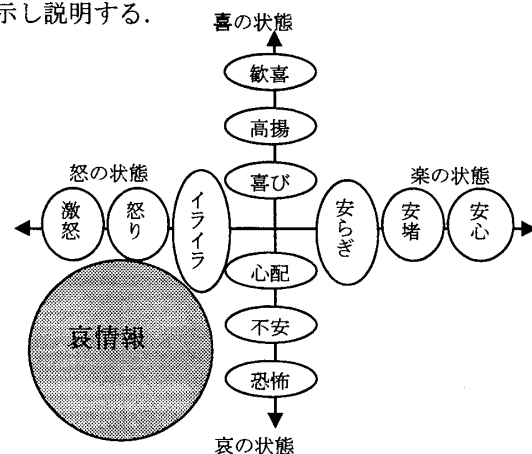 示し説明する.
喜の状態
歓喜
高揚
喜び
怒の状態
楽の状態
激怒
怒り
イライラ
安らぎ
安堵
安心
心配
哀情報
不安
恐怖
哀の状態